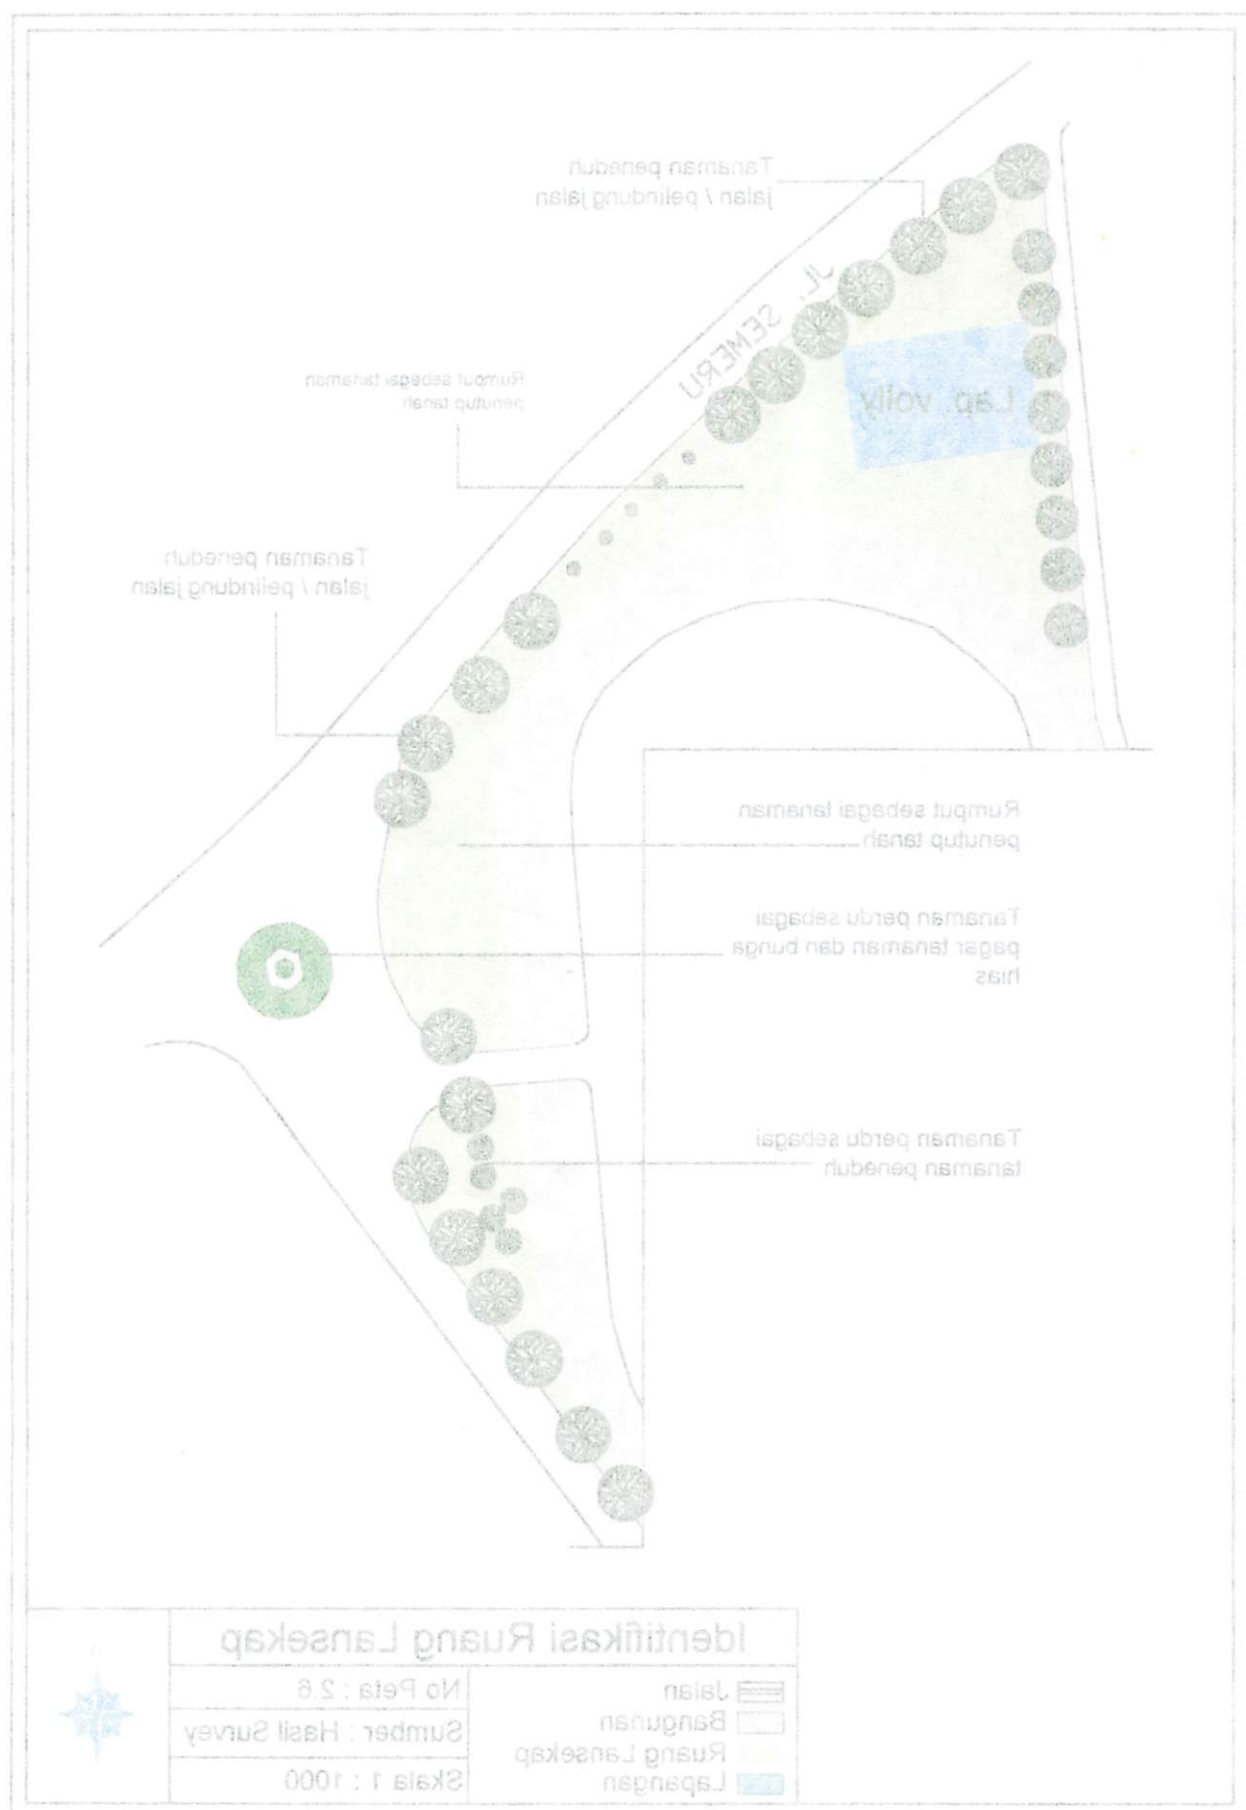 Tanaman peneduh
jalan / pelindung jalan
JL. SEMERU
Rumput sebagai tanaman
penutup tanah
Lap. volly
Tanaman peneduh
jalan / pelindung jalan
Rumput sebagai tanaman
penutup tanah
Tanaman perdu sebagai
pagar tanaman dan bunga
hias
Tanaman perdu sebagai
tanaman peneduh
Identifikasi Ruang Lansekap
Jalan
Bangunan
Ruang Lansekap
Lapangan
No Peta : 2.6
Sumber : Hasil Survey
Skala 1 : 1000